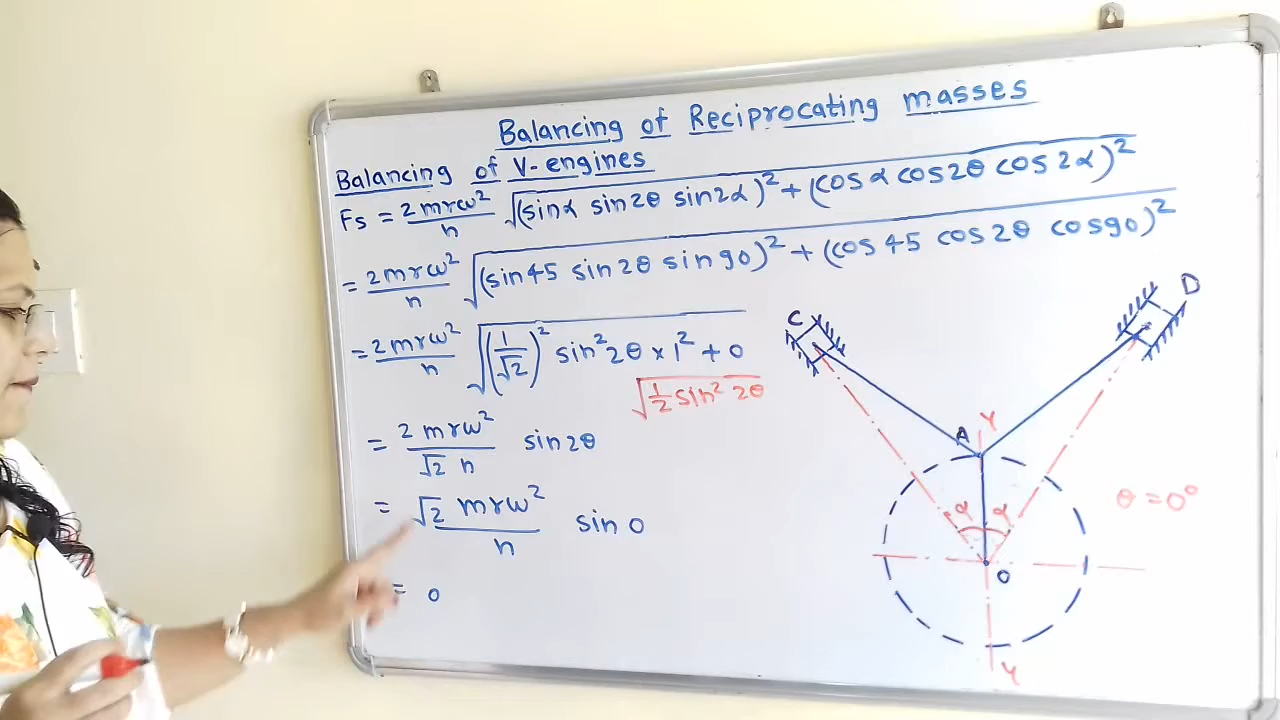 Balancing of Reciprocating masses
Balancing of V-engines
Fs = 2mrω²/n √(sinα sin2θ sin2α)² + (cosα cos2θ cos2α)²
= 2mrω²/n √(sin45 sin2θ sin90)² + (cos45 cos2θ cos90)²
= 2mrω²/n √(1/√2)² sin²2θ × 1² + 0
√1/2 sin² 2θ
= 2mrω²/√2 n sin2θ
= √2 mrω²/n sin0
= 0
C
D
A
Y
α α
θ = 0°
O
Y